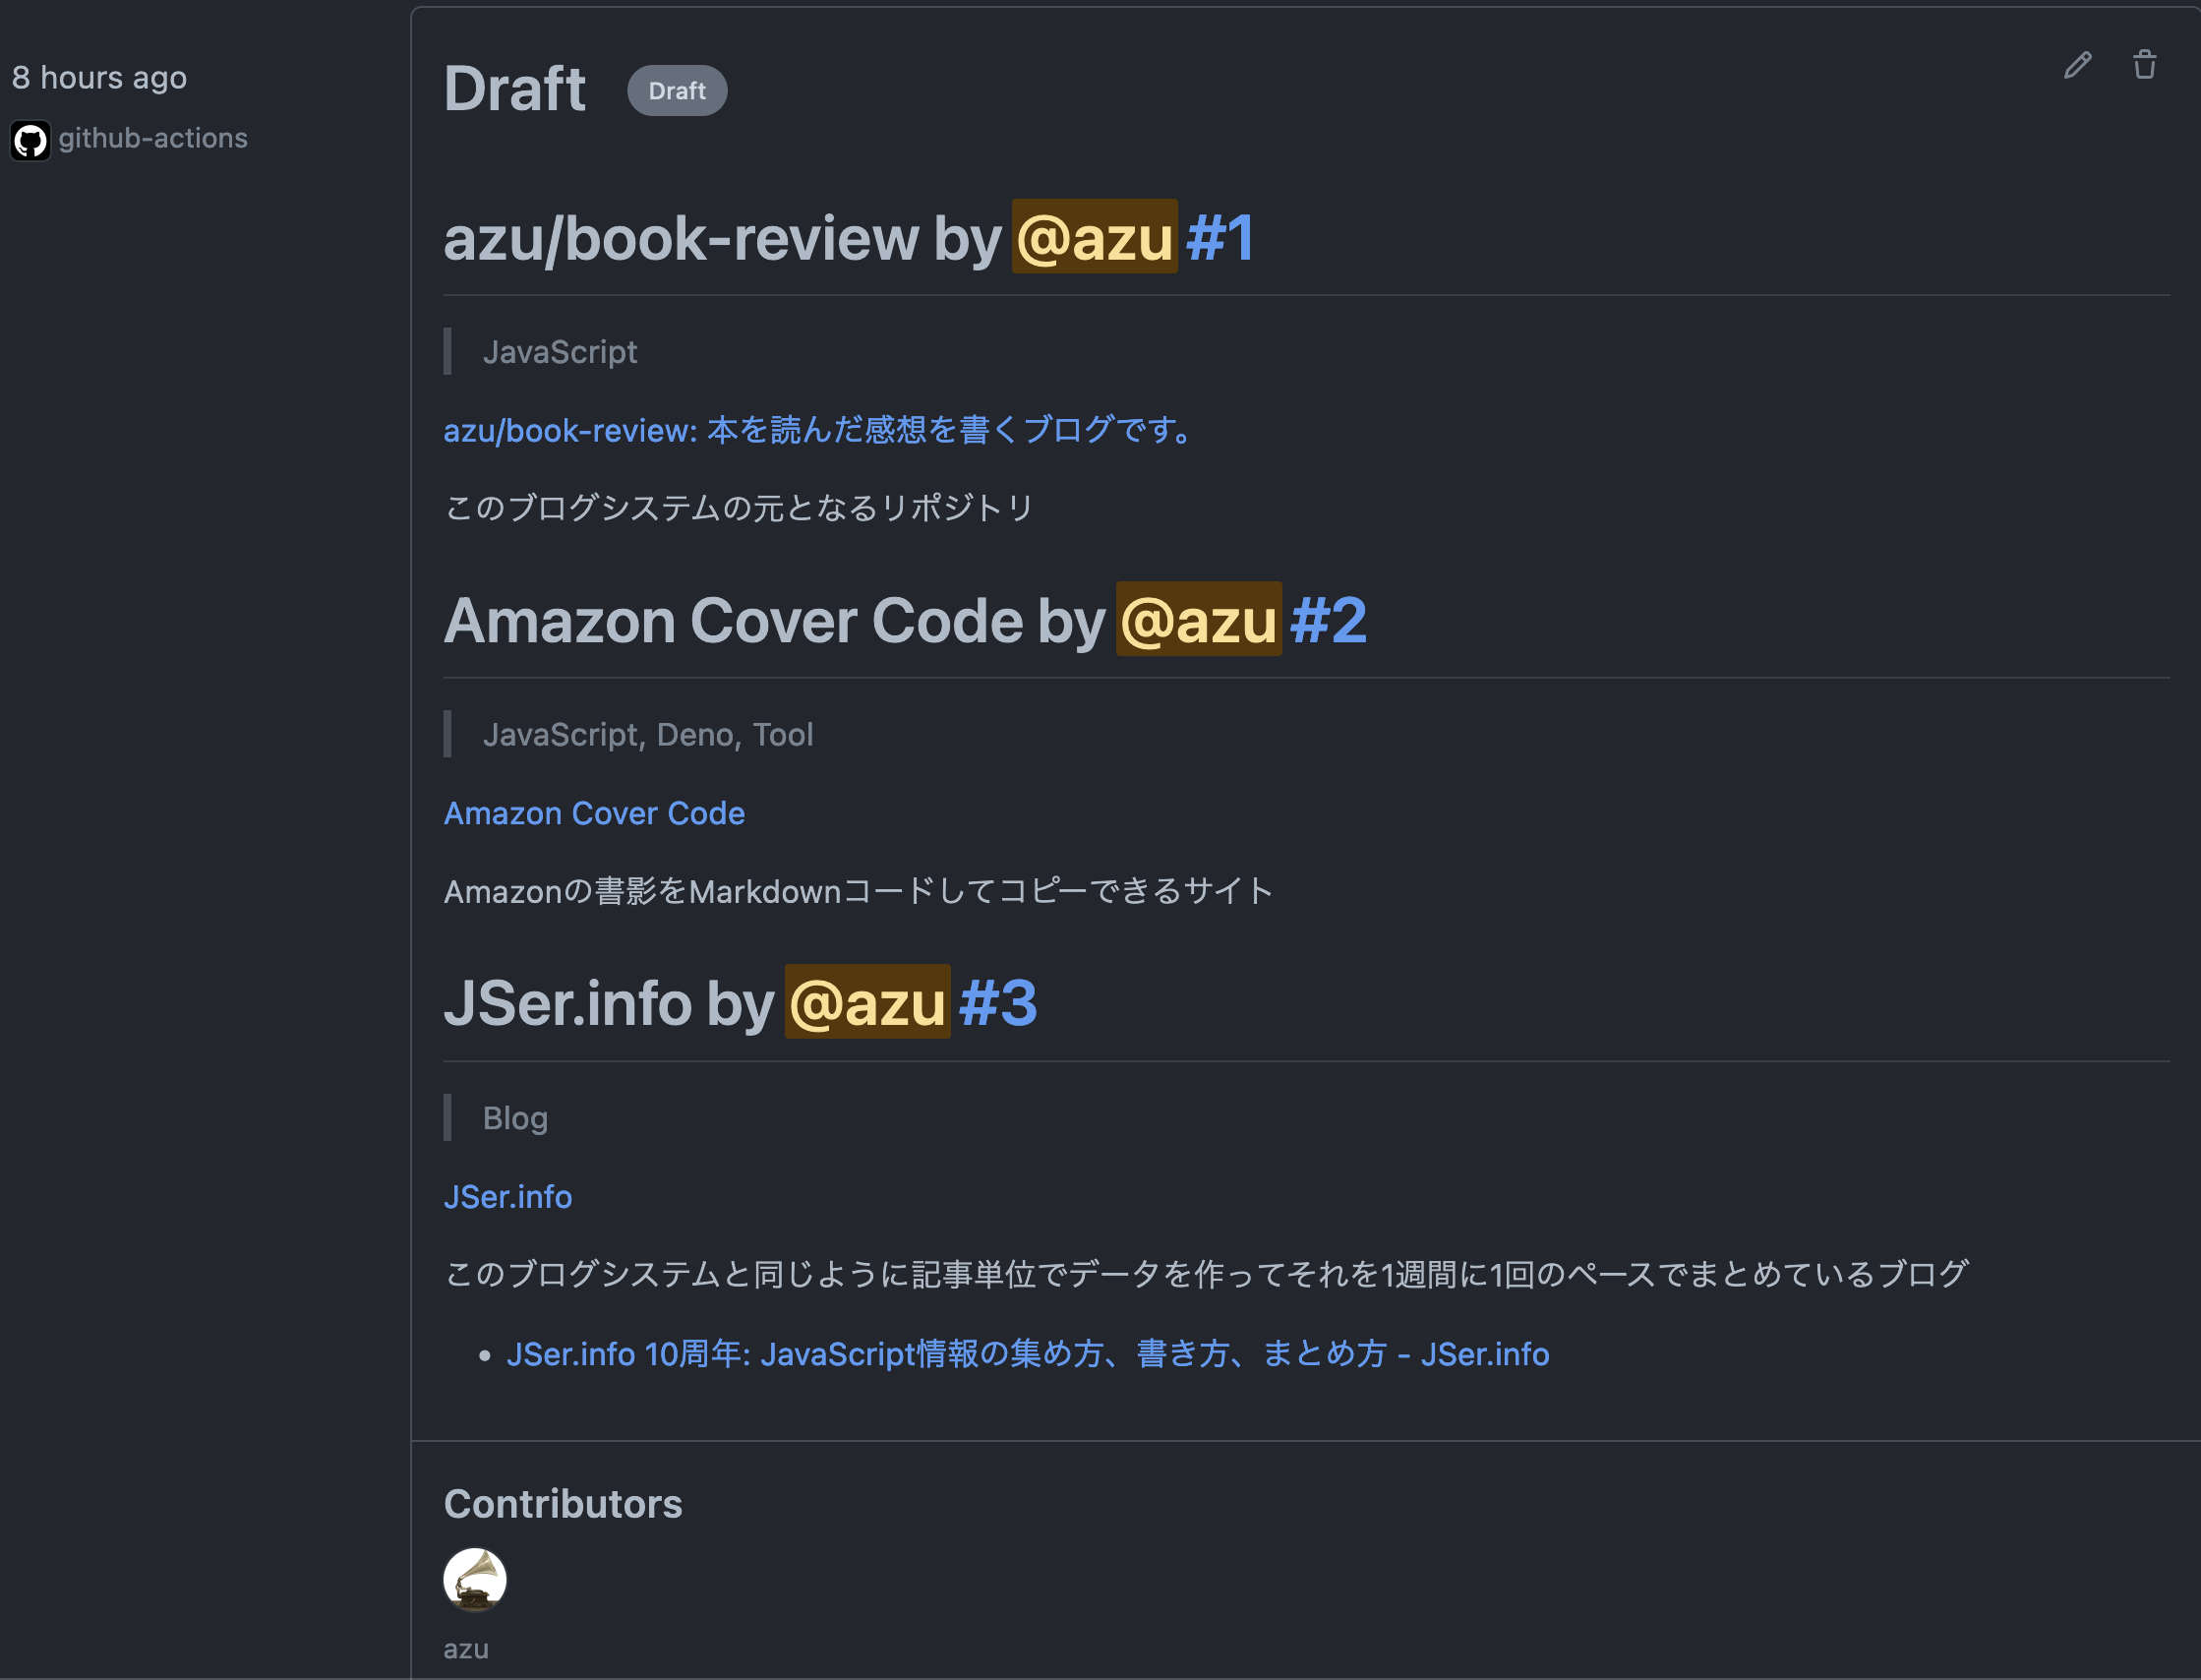 8 hours ago
github-actions
Draft Draft
azu/book-review by @azu #1
JavaScript
azu/book-review: 本を読んだ感想を書くブログです。
このブログシステムの元となるリポジトリ
Amazon Cover Code by @azu #2
JavaScript, Deno, Tool
Amazon Cover Code
Amazonの書影をMarkdownコードしてコピーできるサイト
JSer.info by @azu #3
Blog
JSer.info
このブログシステムと同じように記事単位でデータを作ってそれを1週間に1回のペースでまとめているブログ
• JSer.info 10周年: JavaScript情報の集め方、書き方、まとめ方 - JSer.info
Contributors
azu